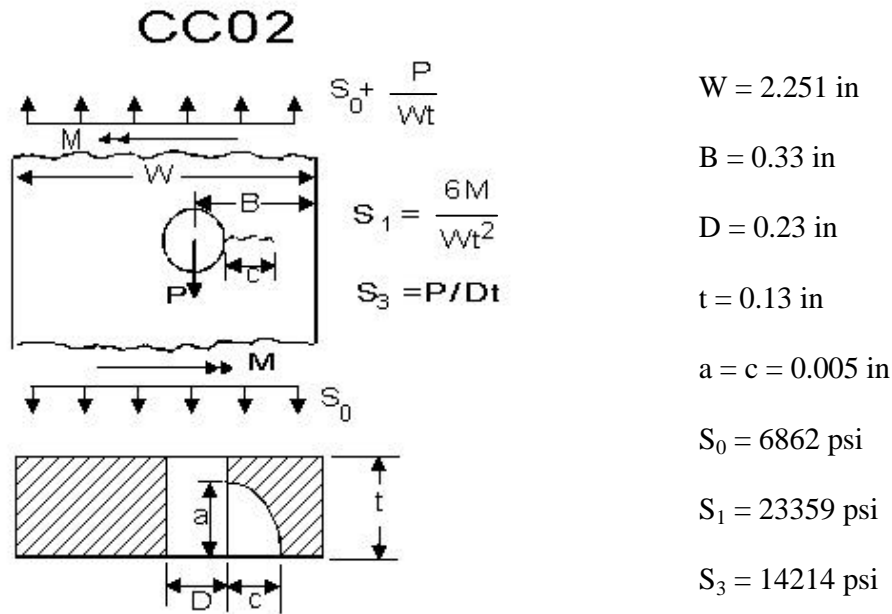 CC02
S₀ + P/Wt
M
W
B
S₁ = 6M/Wt²
c
P
S₃ = P/Dt
M
S₀
a
t
D
c
W = 2.251 in
B = 0.33 in
D = 0.23 in
t = 0.13 in
a = c = 0.005 in
S₀ = 6862 psi
S₁ = 23359 psi
S₃ = 14214 psi